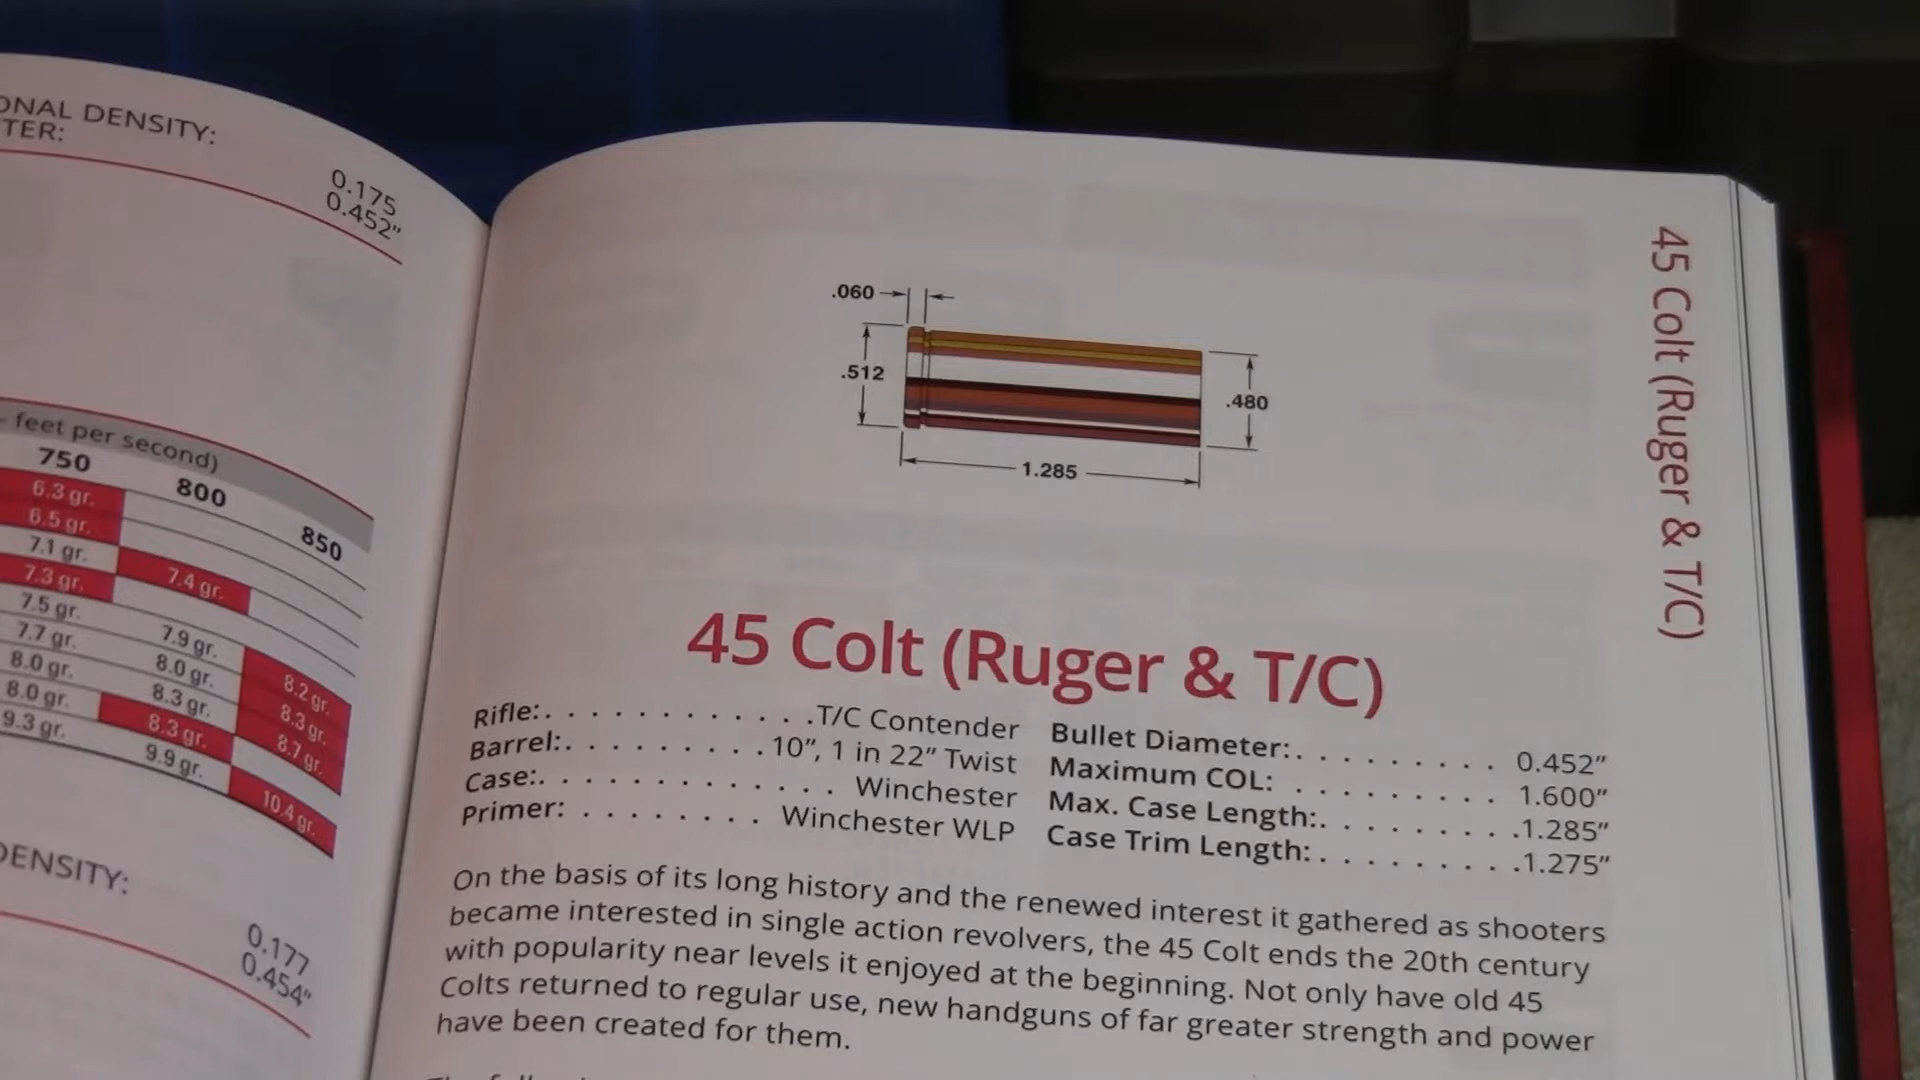 ONAL DENSITY:
TER:
0.175
0.452"
- feet per second)
750 800 850
6.3 gr.
6.5 gr.
7.1 gr. 7.4 gr.
7.3 gr.
7.5 gr. 7.9 gr. 8.2 gr.
7.7 gr. 8.0 gr. 8.3 gr.
8.0 gr. 8.3 gr. 8.7 gr.
8.0 gr. 8.3 gr.
9.3 gr. 9.9 gr. 10.4 gr.
DENSITY:
0.177
0.454"
.060
.512
.480
1.285
45 Colt (Ruger & T/C)
45 Colt (Ruger & T/C)
Rifle:. . . . . . . . . . . . .T/C Contender
Barrel:. . . . . . . . . . 10", 1 in 22" Twist
Case:. . . . . . . . . . . . . Winchester
Primer: . . . . . . . . Winchester WLP
Bullet Diameter:. . . . . . . . . . 0.452"
Maximum COL: . . . . . . . . . . 1.600"
Max. Case Length:. . . . . . . . . .1.285"
Case Trim Length:. . . . . . . . . .1.275"
On the basis of its long history and the renewed interest it gathered as shooters
became interested in single action revolvers, the 45 Colt ends the 20th century
with popularity near levels it enjoyed at the beginning. Not only have old 45
Colts returned to regular use, new handguns of far greater strength and power
have been created for them.